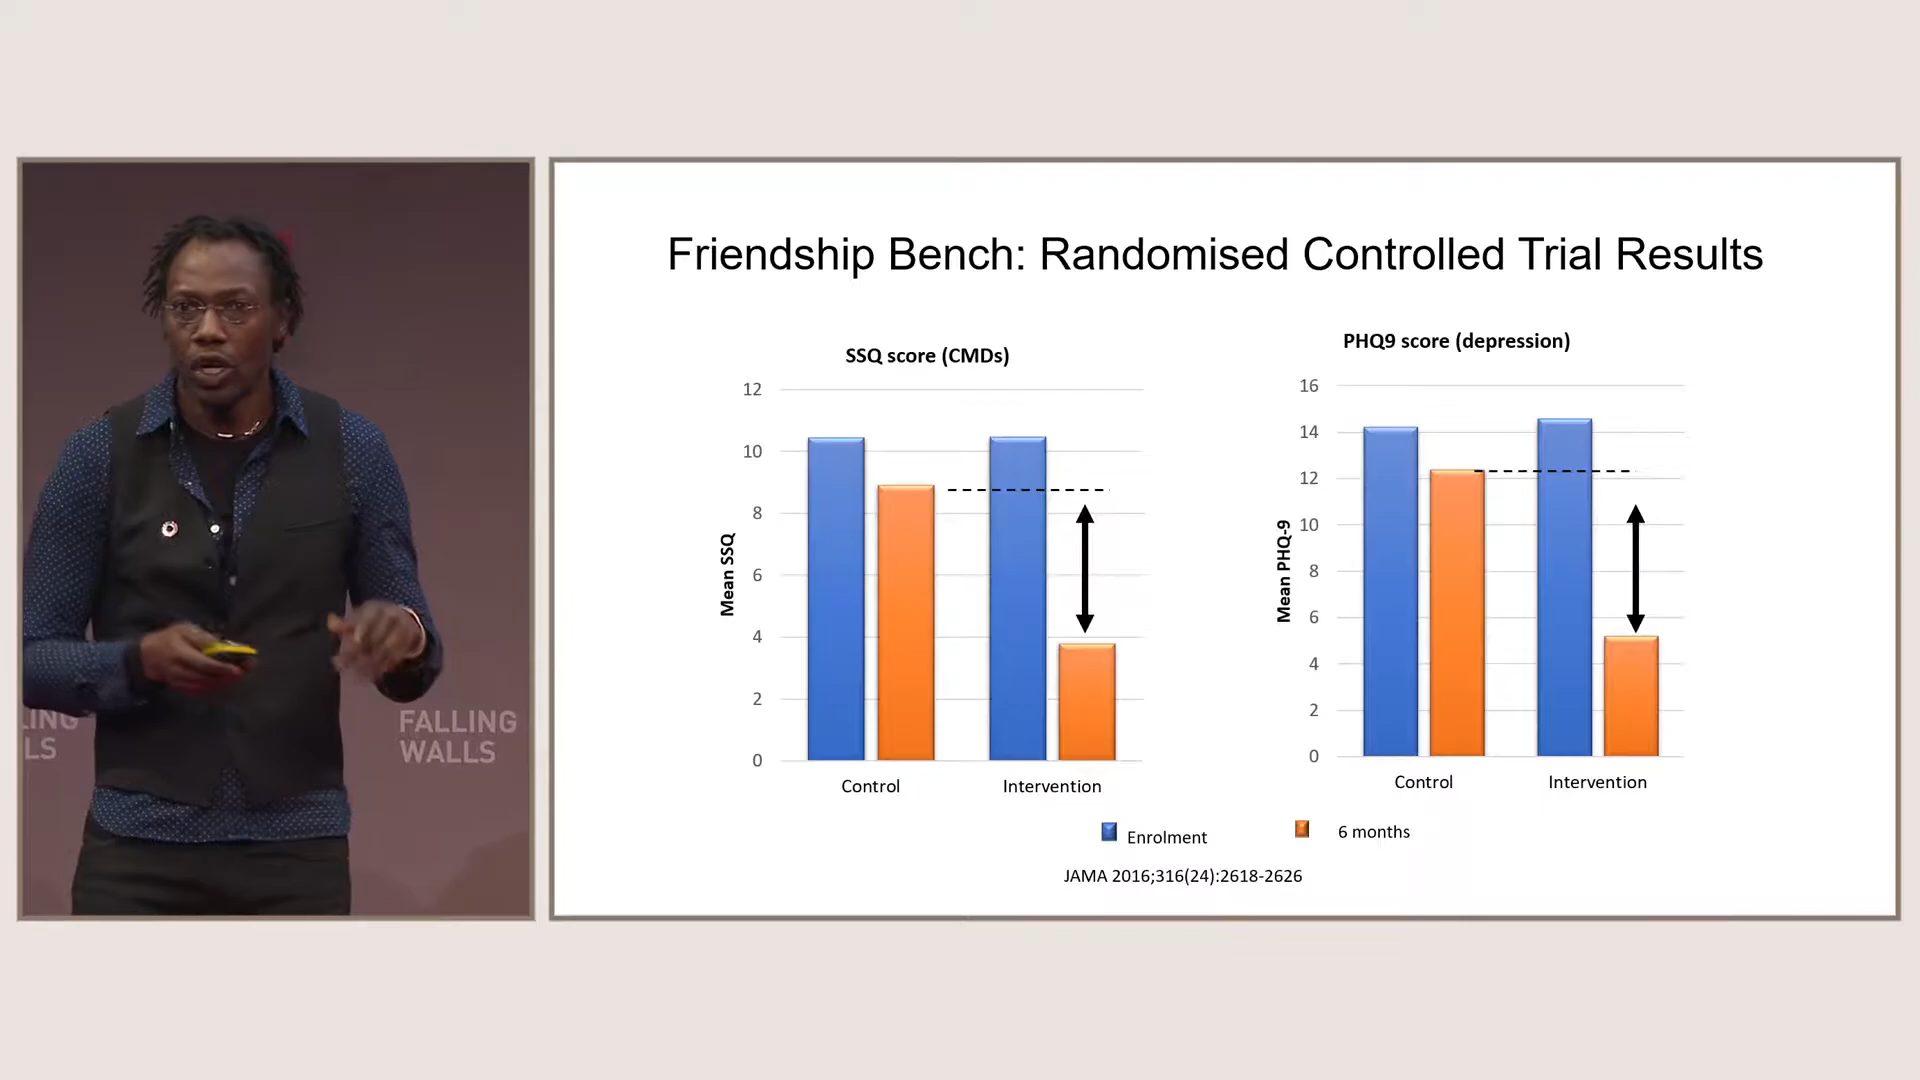 Friendship Bench: Randomised Controlled Trial Results
SSQ score (CMDs)
Mean SSQ
12
10
8
6
4
2
0
Control
Intervention
PHQ9 score (depression)
Mean PHQ-9
16
14
12
10
8
6
4
2
0
Control
Intervention
Enrolment
6 months
JAMA 2016;316(24):2618-2626
LING
LS
FALLING
WALLS